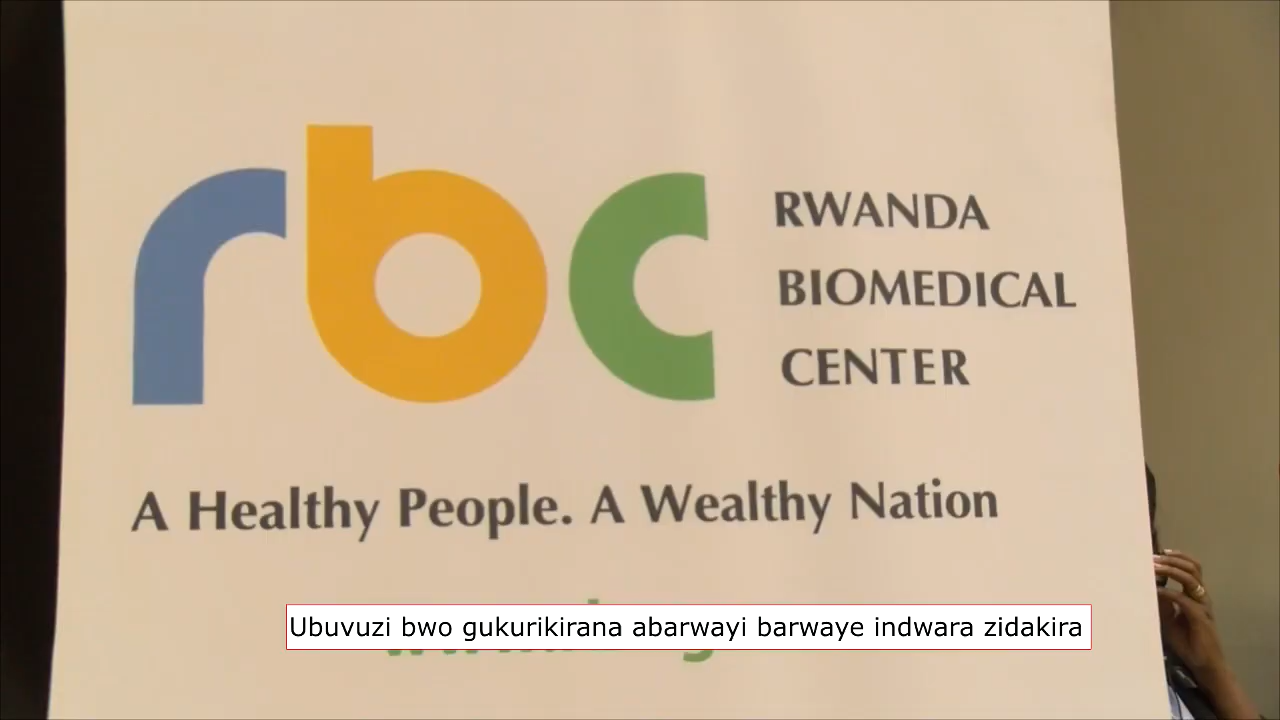 rbc
RWANDA
BIOMEDICAL
CENTER
A Healthy People. A Wealthy Nation
Ubuvuzi bwo gukurikirana abarwayi barwaye indwara zidakira